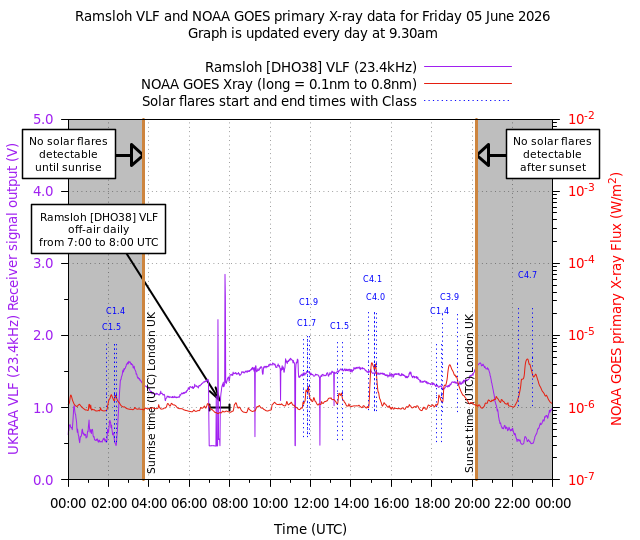 Ramsloh VLF and NOAA GOES primary X-ray data for Friday 05 June 2026
Graph is updated every day at 9.30am
Ramsloh [DHO38] VLF (23.4kHz)
NOAA GOES Xray (long = 0.1nm to 0.8nm)
Solar flares start and end times with Class
5.0
4.0
3.0
2.0
1.0
0.0
UKRAA VLF (23.4kHz) Receiver signal output (V)
No solar flares
detectable
until sunrise
Ramsloh [DHO38] VLF
off-air daily
from 7:00 to 8:00 UTC
No solar flares
detectable
after sunset
C1.4
C1.5
C1.9
C1.7
C1.5
C4.1
C4.0
C3.9
C1.4
C4.7
Sunrise time (UTC) London UK
Sunset time (UTC) London UK
10-2
10-3
10-4
10-5
10-6
10-7
NOAA GOES primary X-ray Flux (W/m2)
00:00 02:00 04:00 06:00 08:00 10:00 12:00 14:00 16:00 18:00 20:00 22:00 00:00
Time (UTC)